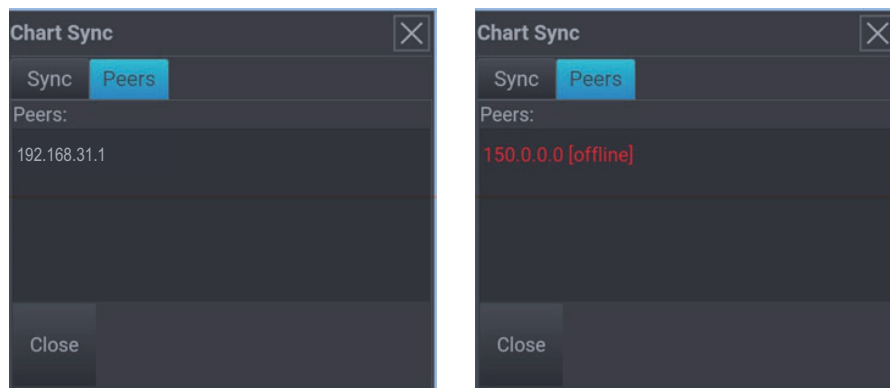 Chart Sync
Sync Peers
Peers:
192.168.31.1
Close
Chart Sync
Sync Peers
Peers:
150.0.0.0 [offline]
Close